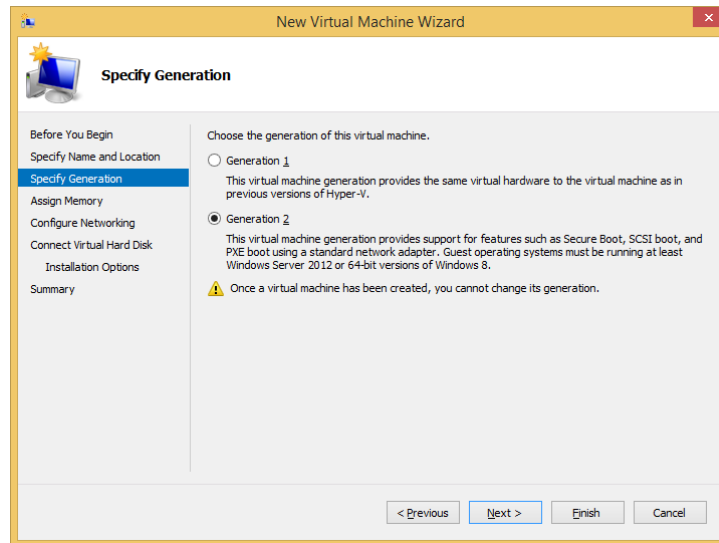 New Virtual Machine Wizard
Specify Generation
Before You Begin
Specify Name and Location
Specify Generation
Assign Memory
Configure Networking
Connect Virtual Hard Disk
Installation Options
Summary
Choose the generation of this virtual machine.
Generation 1
This virtual machine generation provides the same virtual hardware to the virtual machine as in
previous versions of Hyper-V.
Generation 2
This virtual machine generation provides support for features such as Secure Boot, SCSI boot, and
PXE boot using a standard network adapter. Guest operating systems must be running at least
Windows Server 2012 or 64-bit versions of Windows 8.
Once a virtual machine has been created, you cannot change its generation.
< Previous
Next >
Finish
Cancel